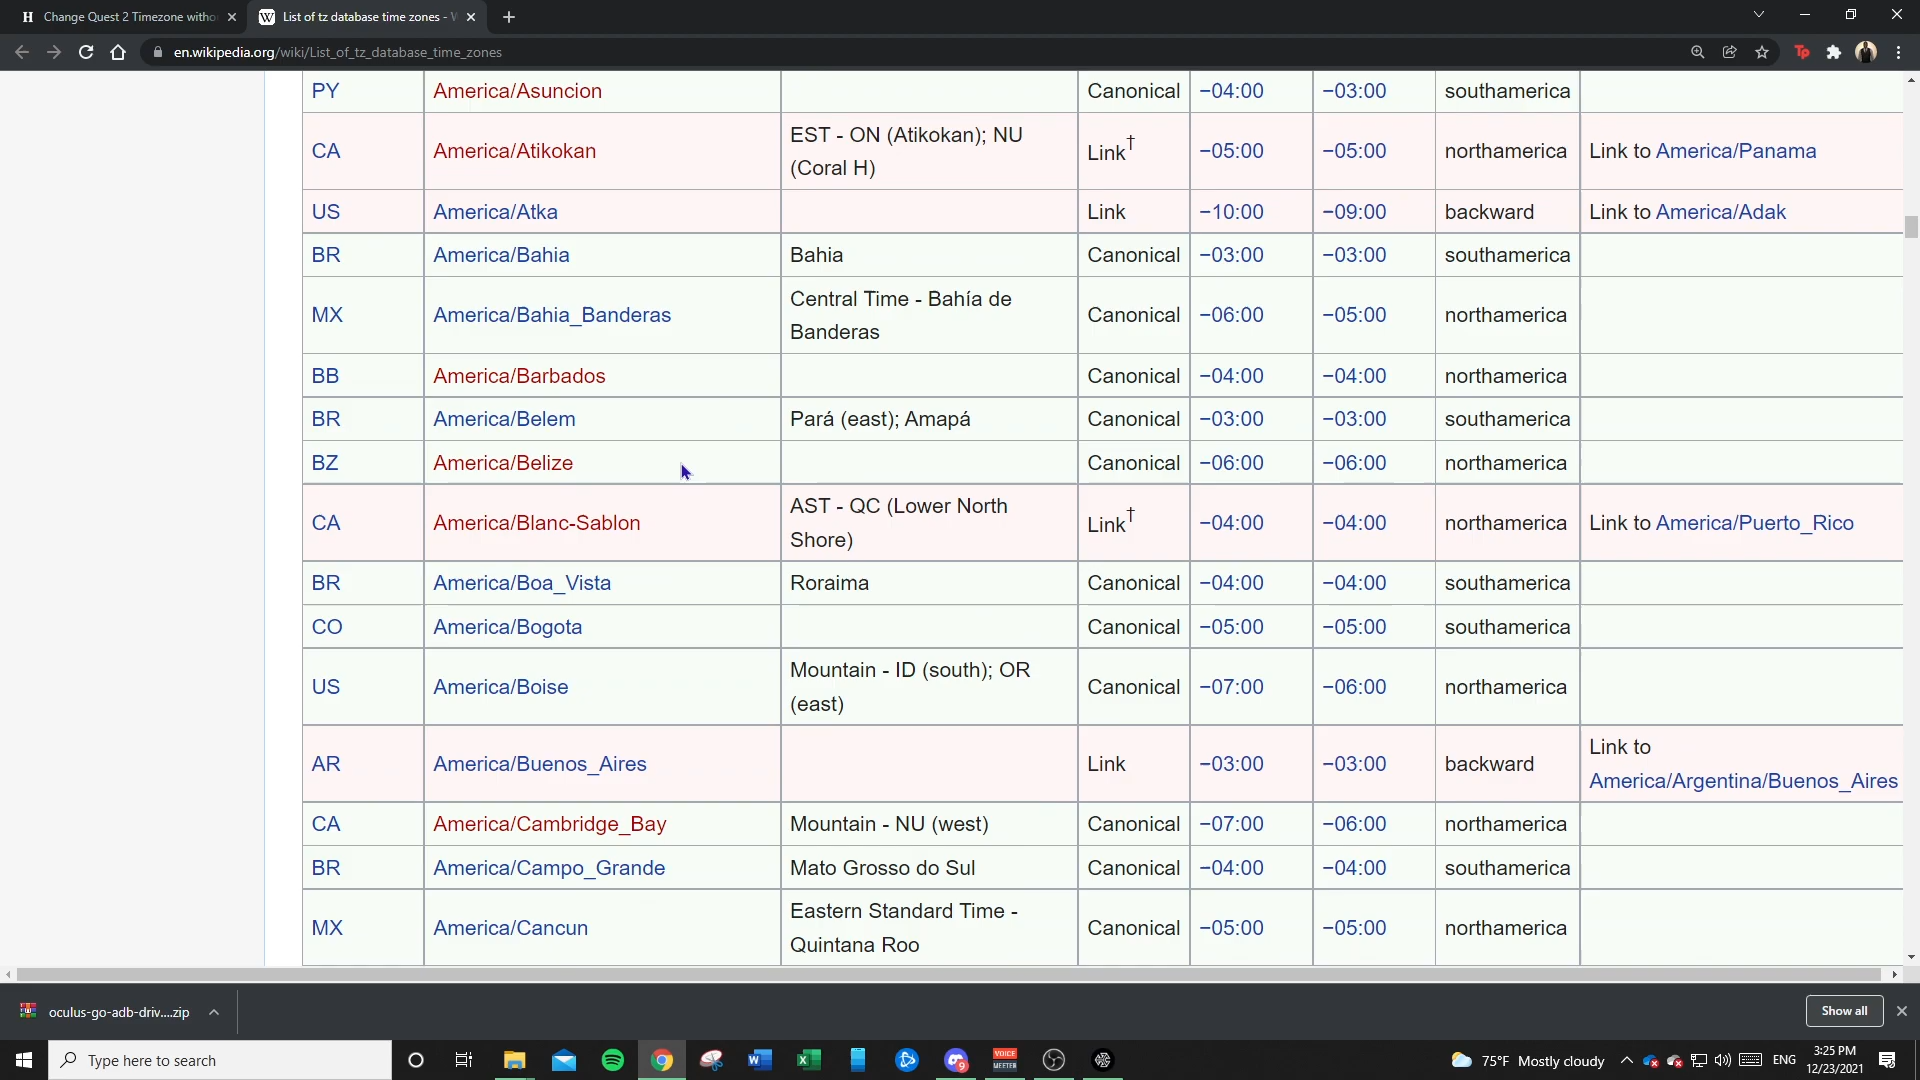 Change Quest 2 Timezone witho
List of tz database time zones - W
en.wikipedia.org/wiki/List_of_tz_database_time_zones
PY America/Asuncion Canonical −04:00 −03:00 southamerica
CA America/Atikokan EST - ON (Atikokan); NU (Coral H) Link† −05:00 −05:00 northamerica Link to America/Panama
US America/Atka Link −10:00 −09:00 backward Link to America/Adak
BR America/Bahia Bahia Canonical −03:00 −03:00 southamerica
MX America/Bahia_Banderas Central Time - Bahía de Banderas Canonical −06:00 −05:00 northamerica
BB America/Barbados Canonical −04:00 −04:00 northamerica
BR America/Belem Pará (east); Amapá Canonical −03:00 −03:00 southamerica
BZ America/Belize Canonical −06:00 −06:00 northamerica
CA America/Blanc-Sablon AST - QC (Lower North Shore) Link† −04:00 −04:00 northamerica Link to America/Puerto_Rico
BR America/Boa_Vista Roraima Canonical −04:00 −04:00 southamerica
CO America/Bogota Canonical −05:00 −05:00 southamerica
US America/Boise Mountain - ID (south); OR (east) Canonical −07:00 −06:00 northamerica
AR America/Buenos_Aires Link −03:00 −03:00 backward Link to America/Argentina/Buenos_Aires
CA America/Cambridge_Bay Mountain - NU (west) Canonical −07:00 −06:00 northamerica
BR America/Campo_Grande Mato Grosso do Sul Canonical −04:00 −04:00 southamerica
MX America/Cancun Eastern Standard Time - Quintana Roo Canonical −05:00 −05:00 northamerica
oculus-go-adb-driv....zip
Show all
Type here to search
VOICE
MEETER
75°F Mostly cloudy
ENG
3:25 PM
12/23/2021